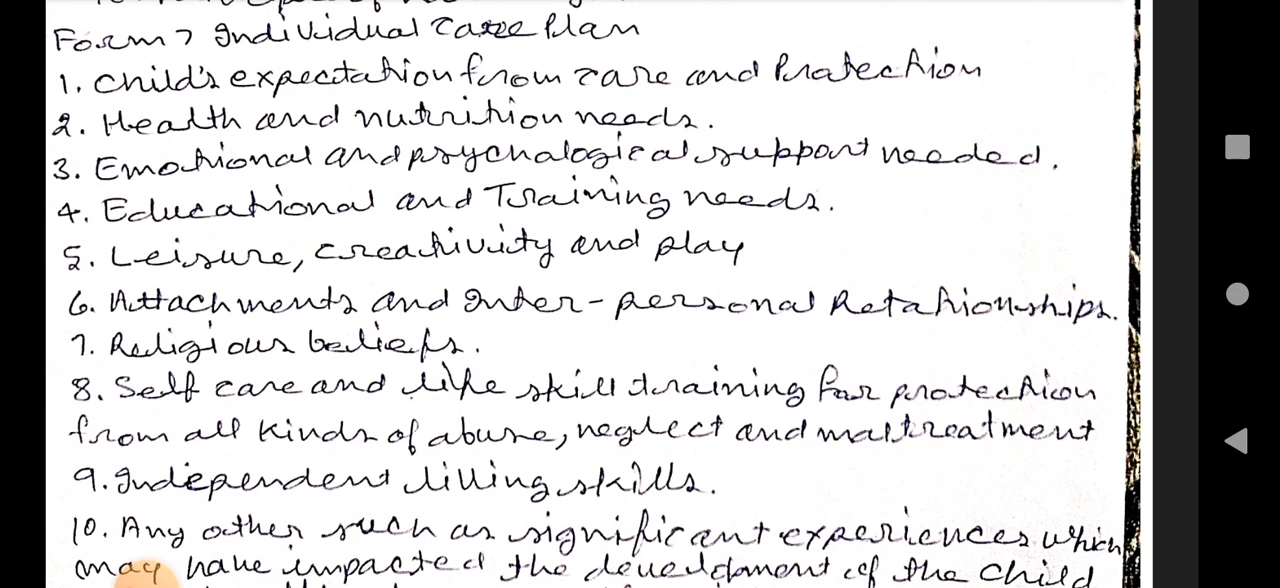 Form 7 Individual Case Plan
1. Child's expectation from care and Protection
2. Health and nutrition needs.
3. Emotional and psychological support needed.
4. Educational and Training needs.
5. Leisure, creativity and play
6. Attachments and Inter-personal Relationships.
7. Religious beliefs.
8. Self care and life skill training for protection
from all kinds of abuse, neglect and maltreatment
9. Independent living skills.
10. Any other such as significant experiences which
may have impacted the development of the child